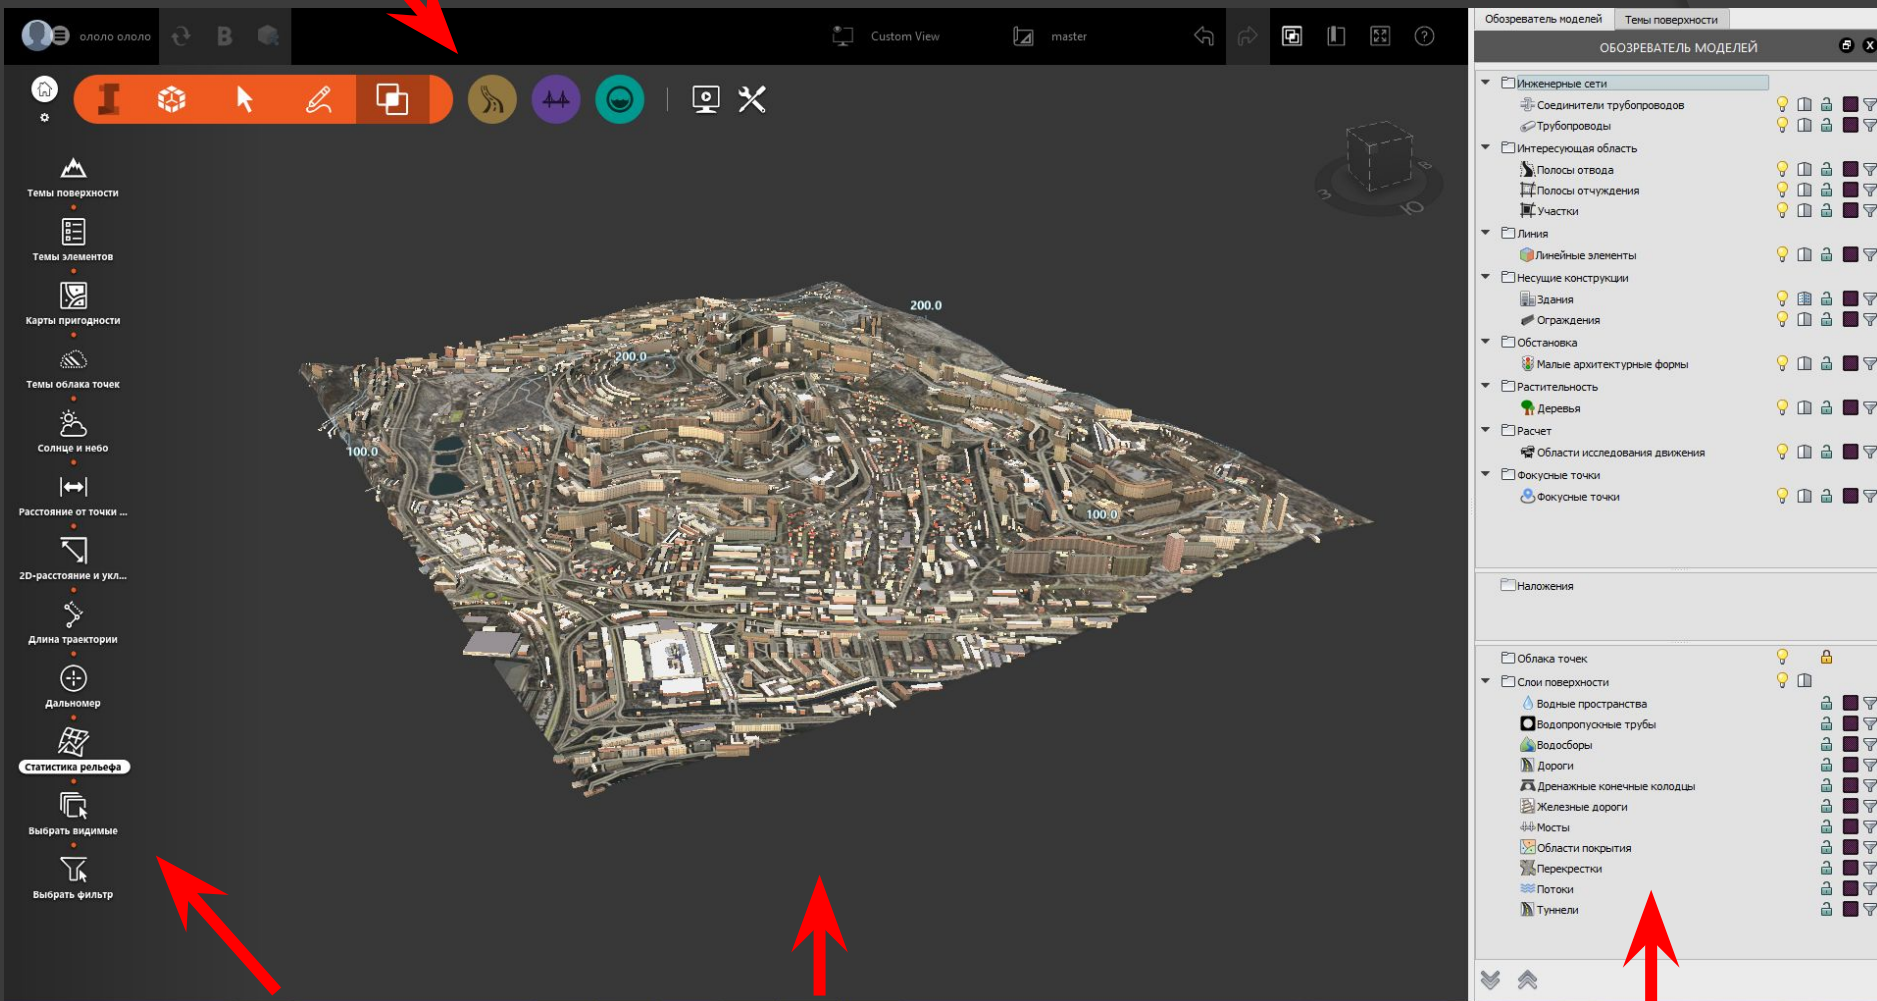 ололо ололо
B
Custom View
master
?
Темы поверхности
Темы элементов
Карты пригодности
Темы облака точек
Солнце и небо
Расстояние от точки ...
2D-расстояние и укл...
Длина траектории
Дальномер
Статистика рельефа
Выбрать видимые
Выбрать фильтр
200.0
200.0
100.0
100.0
З
Ю
В
Обозреватель моделей
Темы поверхности
ОБОЗРЕВАТЕЛЬ МОДЕЛЕЙ
Инженерные сети
Соединители трубопроводов
Трубопроводы
Интересующая область
Полосы отвода
Полосы отчуждения
Участки
Линия
Линейные элементы
Несущие конструкции
Здания
Ограждения
Обстановка
Малые архитектурные формы
Растительность
Деревья
Расчет
Области исследования движения
Фокусные точки
Фокусные точки
Наложения
Облака точек
Слои поверхности
Водные пространства
Водопропускные трубы
Водосборы
Дороги
Дренажные конечные колодцы
Железные дороги
Мосты
Области покрытия
Перекрестки
Потоки
Туннели